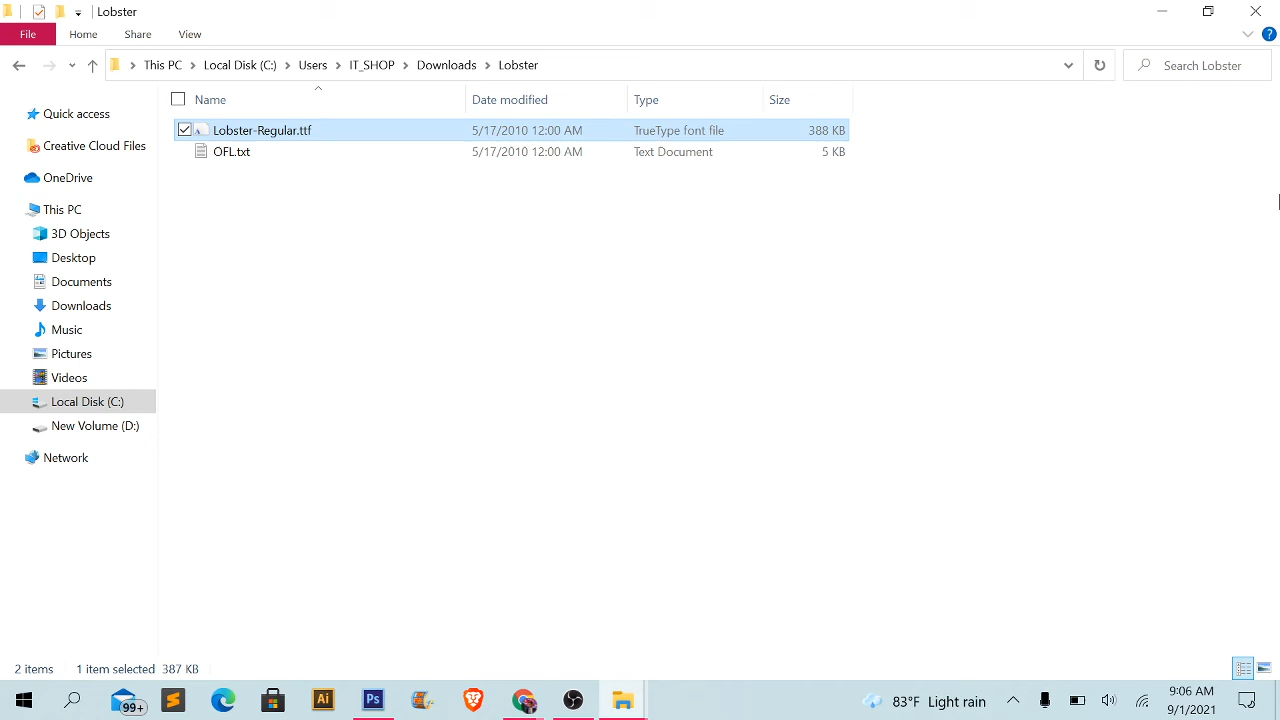 Lobster
File Home Share View
This PC Local Disk (C:) Users IT_SHOP Downloads Lobster Search Lobster
Name Date modified Type Size
Quick access
Creative Cloud Files
OneDrive
This PC
3D Objects
Desktop
Documents
Downloads
Music
Pictures
Videos
Local Disk (C:)
New Volume (D:)
Network
Lobster-Regular.ttf 5/17/2010 12:00 AM TrueType font file 388 KB
OFL.txt 5/17/2010 12:00 AM Text Document 5 KB
2 items 1 item selected 387 KB
99+ Ai Ps 83°F Light rain 9:06 AM
9/1/2021